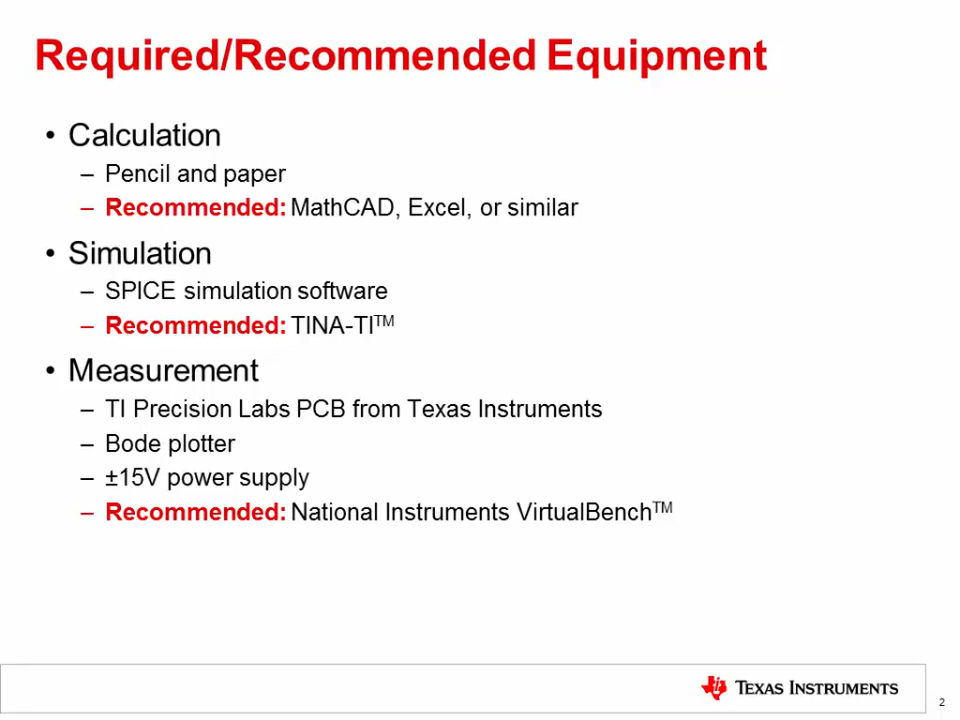 Required/Recommended Equipment
• Calculation
– Pencil and paper
– Recommended: MathCAD, Excel, or similar
• Simulation
– SPICE simulation software
– Recommended: TINA-TI™
• Measurement
– TI Precision Labs PCB from Texas Instruments
– Bode plotter
– ±15V power supply
– Recommended: National Instruments VirtualBench™
TEXAS INSTRUMENTS
2